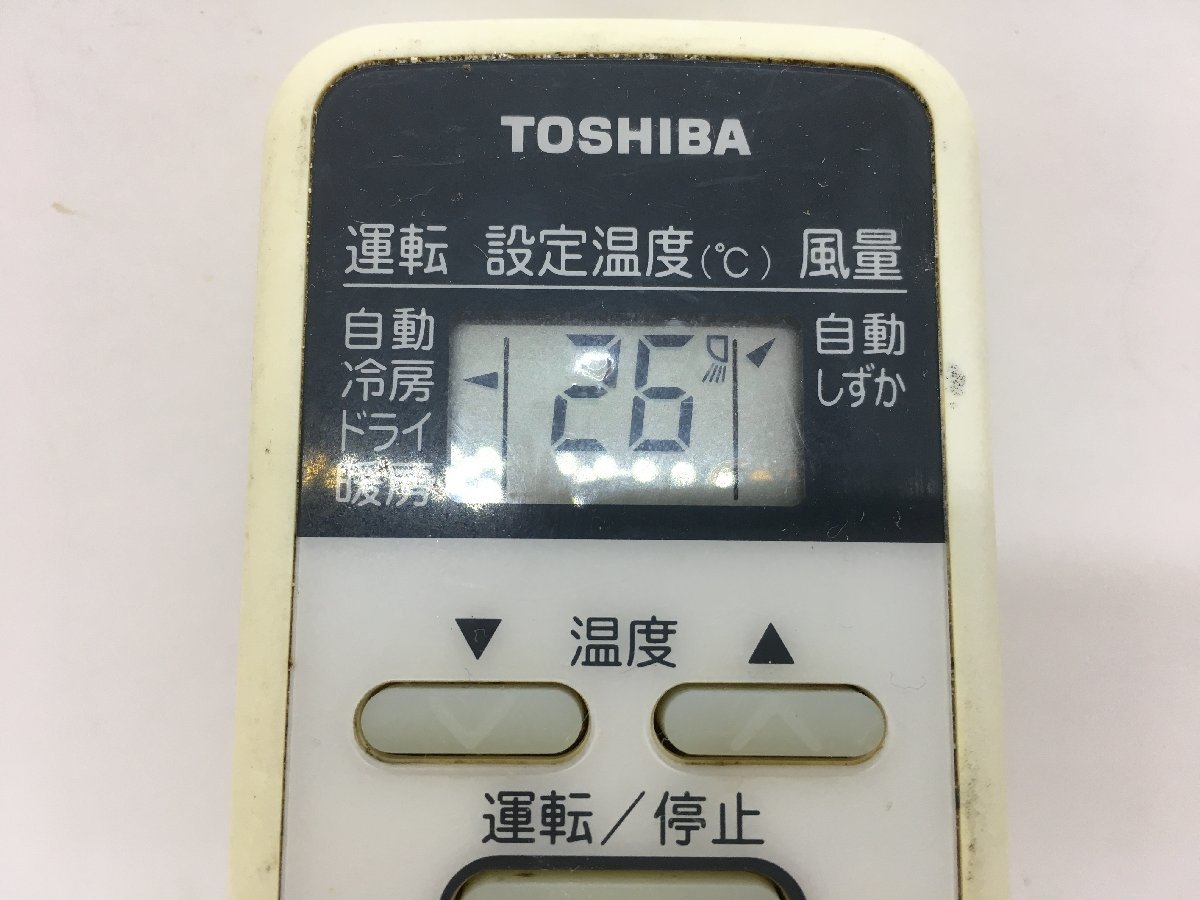 TOSHIBA
運転 設定温度(℃) 風量
自動
冷房
ドライ
暖房
26
自動
しずか
▼ 温度 ▲
運転/停止